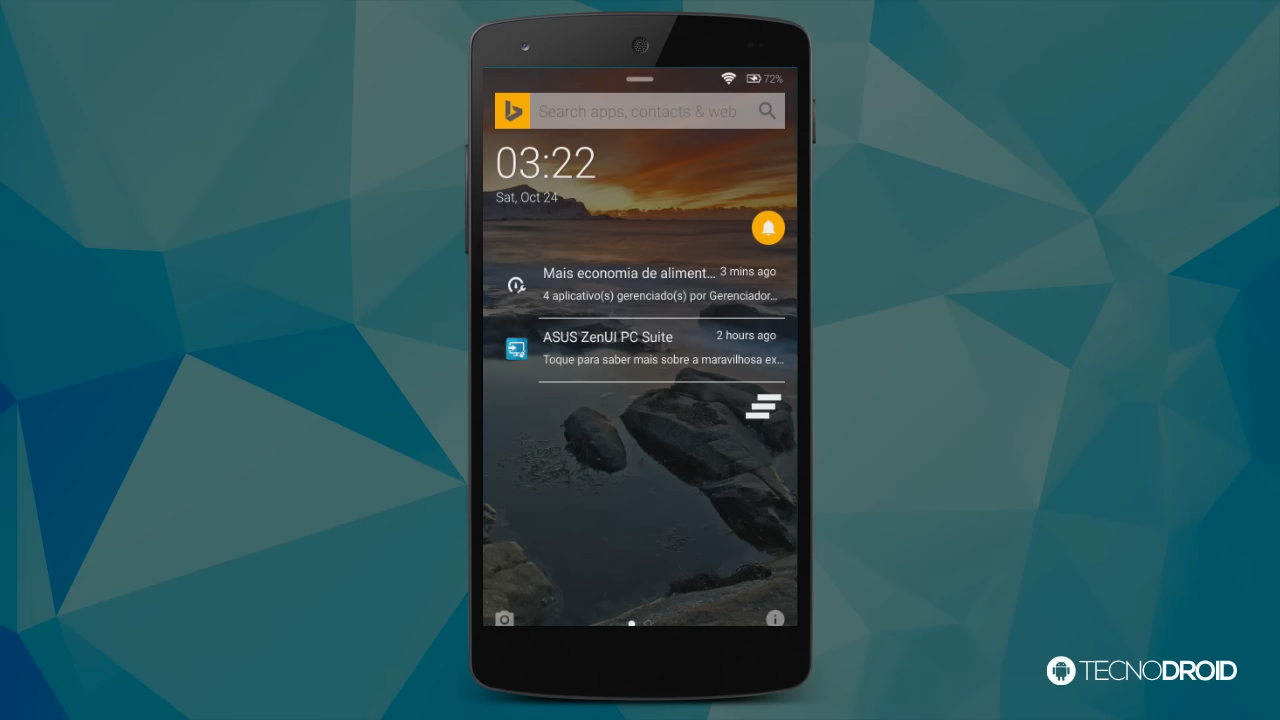 72%
Search apps, contacts & web
03:22
Sat, Oct 24
Mais economia de aliment... 3 mins ago
4 aplicativo(s) gerenciado(s) por Gerenciador...
ASUS ZenUI PC Suite 2 hours ago
Toque para saber mais sobre a maravilhosa ex...
TECNODROID